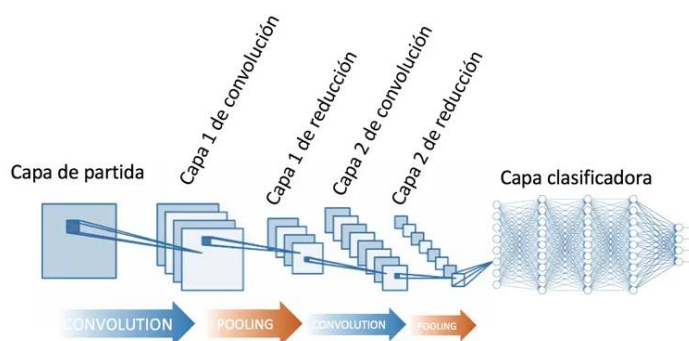 Capa de partida
Capa 1 de convolución
Capa 1 de reducción
Capa 2 de convolución
Capa 2 de reducción
Capa clasificadora
CONVOLUTION
POOLING
CONVOLUTION
POOLING